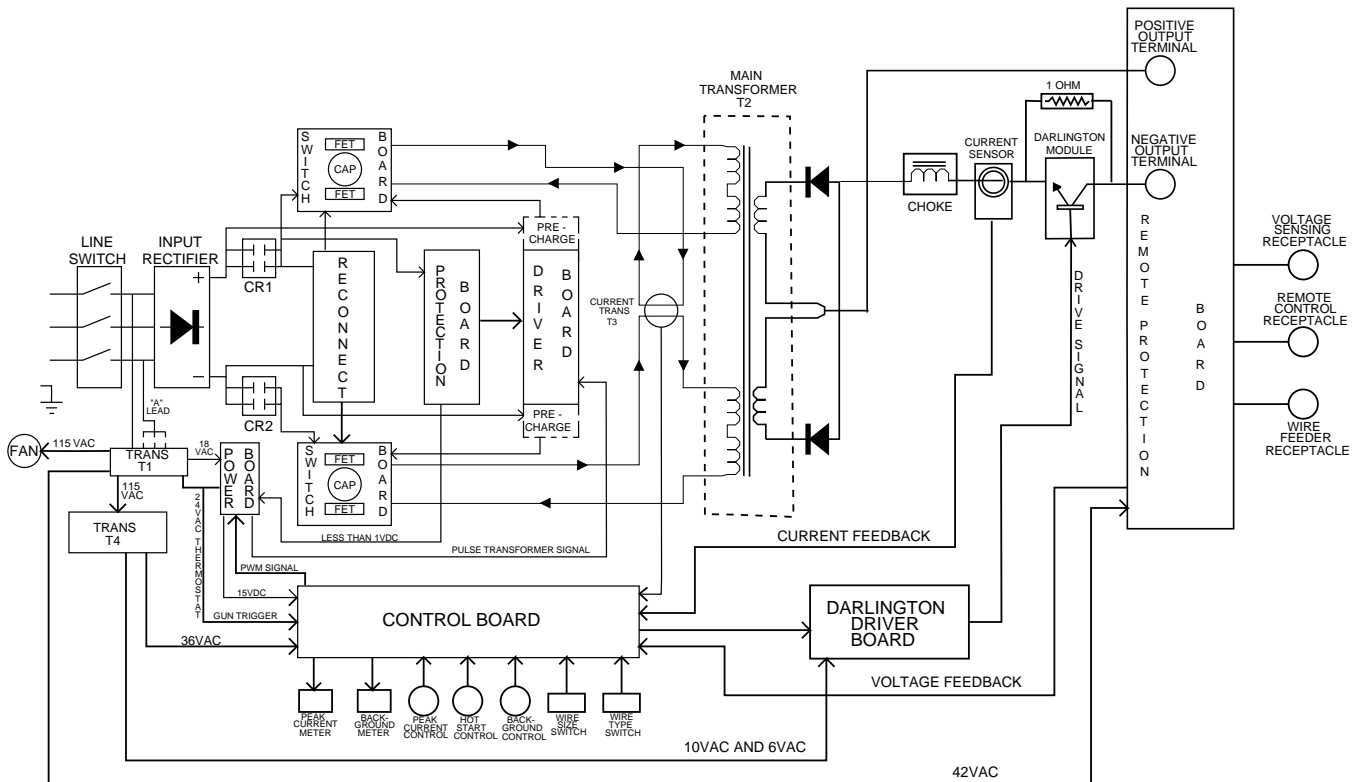 POSITIVE
OUTPUT
TERMINAL
MAIN
TRANSFORMER
T2
1 OHM
CURRENT
SENSOR
DARLINGTON
MODULE
NEGATIVE
OUTPUT
TERMINAL
CHOKE
SWITCH
BOARD
FET
CAP
FET
PRE -
CHARGE
LINE
SWITCH
INPUT
RECTIFIER
+
−
CR1
CR2
RECONNECT
PROTECTION
BOARD
DRIVER
BOARD
PRE -
CHARGE
CURRENT
TRANS
T3
DRIVE SIGNAL
REMOTE PROTECTION
BOARD
VOLTAGE
SENSING
RECEPTACLE
REMOTE
CONTROL
RECEPTACLE
WIRE
FEEDER
RECEPTACLE
"A"
LEAD
FAN
115 VAC
TRANS
T1
18
VAC
POWER
BOARD
SWITCH
BOARD
FET
CAP
FET
115
VAC
24VAC THERMOSTAT
TRANS
T4
LESS THAN 1VDC
PULSE TRANSFORMER SIGNAL
CURRENT FEEDBACK
PWM SIGNAL
15VDC
GUN TRIGGER
36VAC
CONTROL BOARD
DARLINGTON
DRIVER
BOARD
VOLTAGE FEEDBACK
PEAK
CURRENT
METER
BACK-
GROUND
METER
PEAK
CURRENT
CONTROL
HOT
START
CONTROL
BACK-
GROUND
CONTROL
WIRE
SIZE
SWITCH
WIRE
TYPE
SWITCH
10VAC AND 6VAC
42VAC